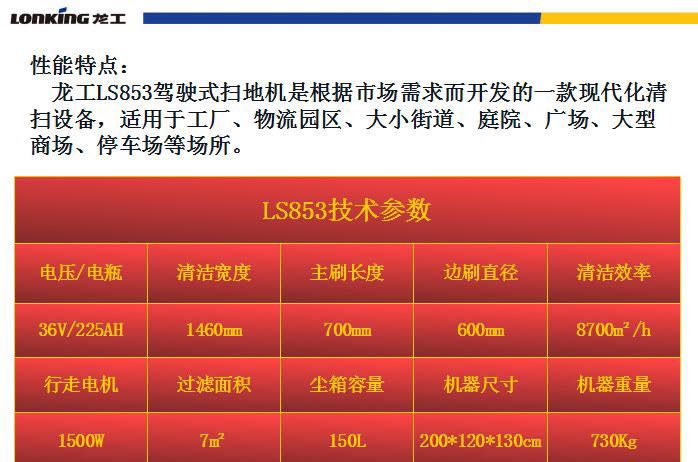 LONKING 龙工
性能特点：
龙工LS853驾驶式扫地机是根据市场需求而开发的一款现代化清
扫设备，适用于工厂、物流园区、大小街道、庭院、广场、大型
商场、停车场等场所。
LS853技术参数
电压/电瓶 清洁宽度 主刷长度 边刷直径 清洁效率
36V/225AH 1460mm 700mm 600mm 8700m²/h
行走电机 过滤面积 尘箱容量 机器尺寸 机器重量
1500W 7m² 150L 200*120*130cm 730Kg